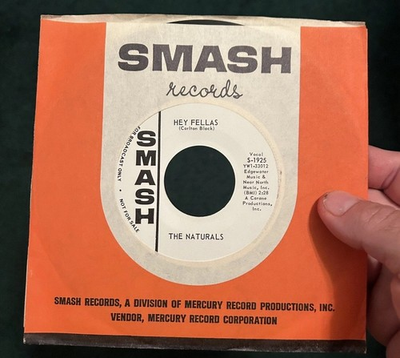 SMASH
records
HEY FELLAS
(Carlton Black)
SMASH
FOR BROADCAST ONLY • NOT FOR SALE
Vocal
S-1925
YW1-33012
Edgewater
Music &
Near North
Music, Inc.
(BMI) 2:28
A Carane
Productions,
Inc.
THE NATURALS
SMASH RECORDS, A DIVISION OF MERCURY RECORD PRODUCTIONS, INC.
VENDOR, MERCURY RECORD CORPORATION